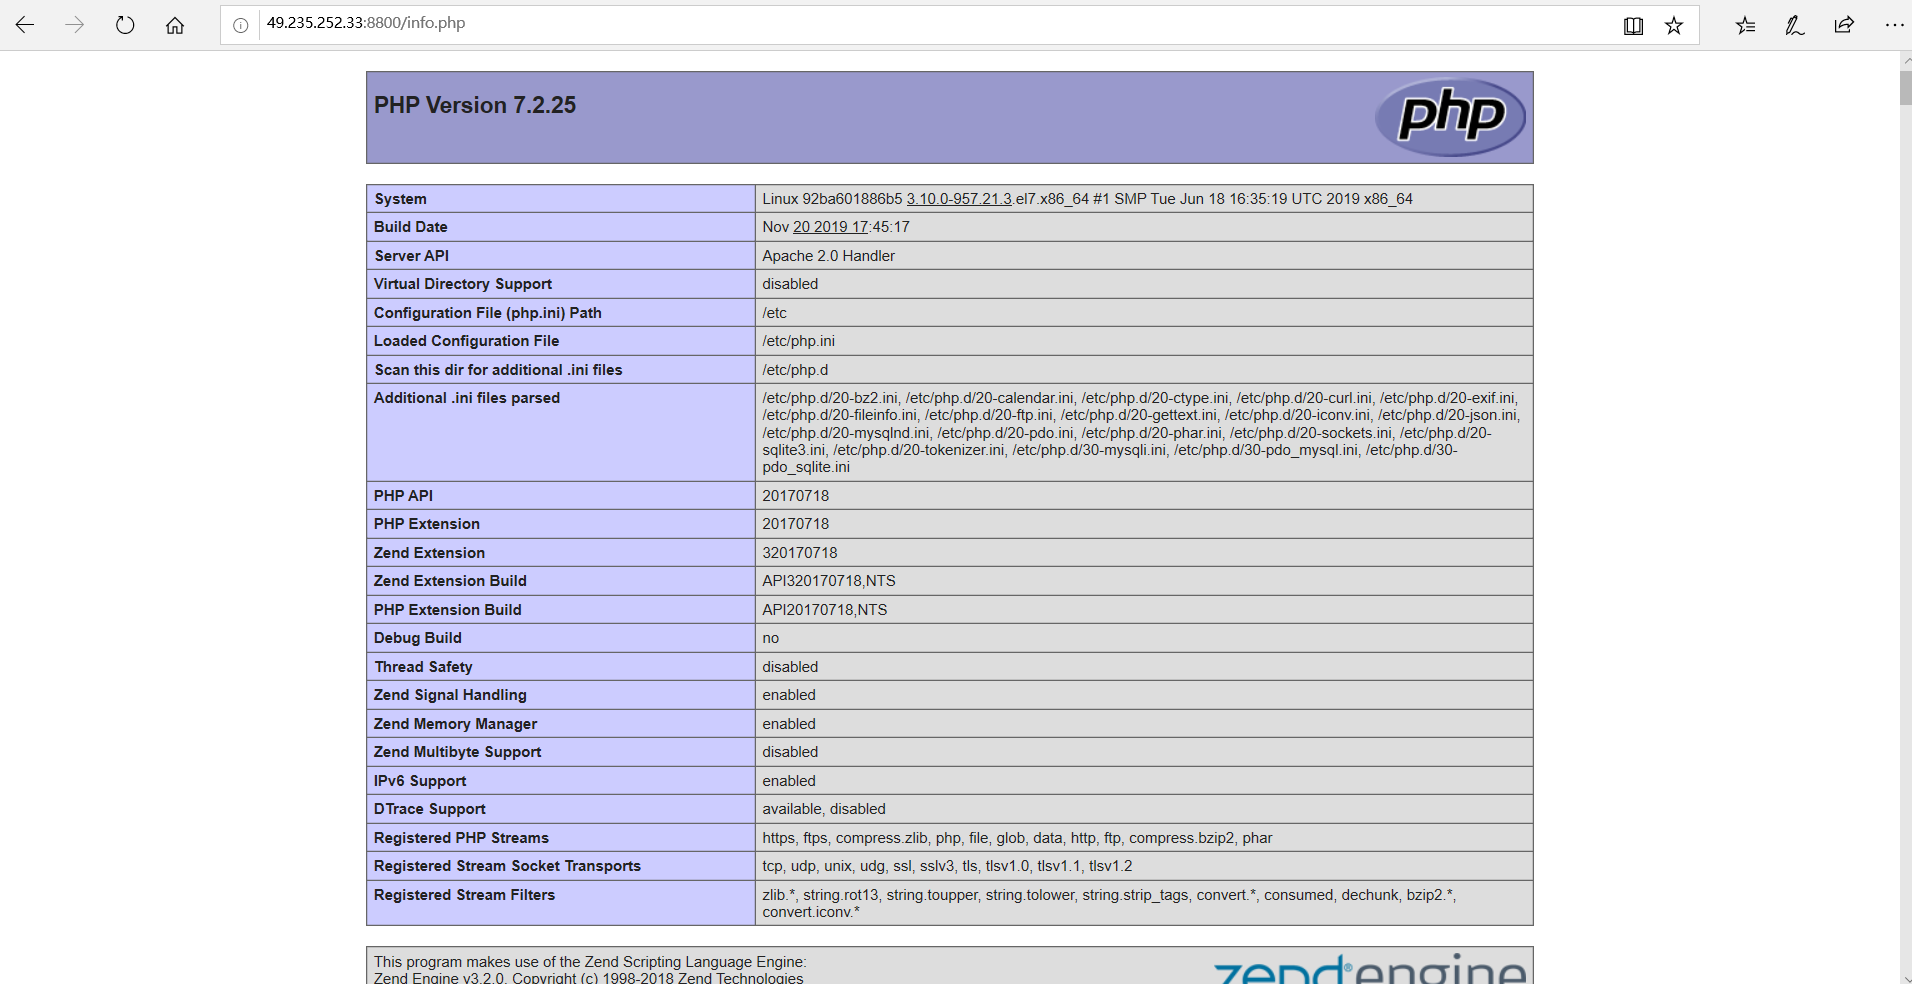 49.235.252.33:8800/info.php
PHP Version 7.2.25
php
System Linux 92ba601886b5 3.10.0-957.21.3.el7.x86_64 #1 SMP Tue Jun 18 16:35:19 UTC 2019 x86_64
Build Date Nov 20 2019 17:45:17
Server API Apache 2.0 Handler
Virtual Directory Support disabled
Configuration File (php.ini) Path /etc
Loaded Configuration File /etc/php.ini
Scan this dir for additional .ini files /etc/php.d
Additional .ini files parsed /etc/php.d/20-bz2.ini, /etc/php.d/20-calendar.ini, /etc/php.d/20-ctype.ini, /etc/php.d/20-curl.ini, /etc/php.d/20-exif.ini,
/etc/php.d/20-fileinfo.ini, /etc/php.d/20-ftp.ini, /etc/php.d/20-gettext.ini, /etc/php.d/20-iconv.ini, /etc/php.d/20-json.ini,
/etc/php.d/20-mysqlnd.ini, /etc/php.d/20-pdo.ini, /etc/php.d/20-phar.ini, /etc/php.d/20-sockets.ini, /etc/php.d/20-
sqlite3.ini, /etc/php.d/20-tokenizer.ini, /etc/php.d/30-mysqli.ini, /etc/php.d/30-pdo_mysql.ini, /etc/php.d/30-
pdo_sqlite.ini
PHP API 20170718
PHP Extension 20170718
Zend Extension 320170718
Zend Extension Build API320170718,NTS
PHP Extension Build API20170718,NTS
Debug Build no
Thread Safety disabled
Zend Signal Handling enabled
Zend Memory Manager enabled
Zend Multibyte Support disabled
IPv6 Support enabled
DTrace Support available, disabled
Registered PHP Streams https, ftps, compress.zlib, php, file, glob, data, http, ftp, compress.bzip2, phar
Registered Stream Socket Transports tcp, udp, unix, udg, ssl, sslv3, tls, tlsv1.0, tlsv1.1, tlsv1.2
Registered Stream Filters zlib.*, string.rot13, string.toupper, string.tolower, string.strip_tags, convert.*, consumed, dechunk, bzip2.*,
convert.iconv.*
This program makes use of the Zend Scripting Language Engine:
Zend Engine v3.2.0, Copyright (c) 1998-2018 Zend Technologies
zend engine